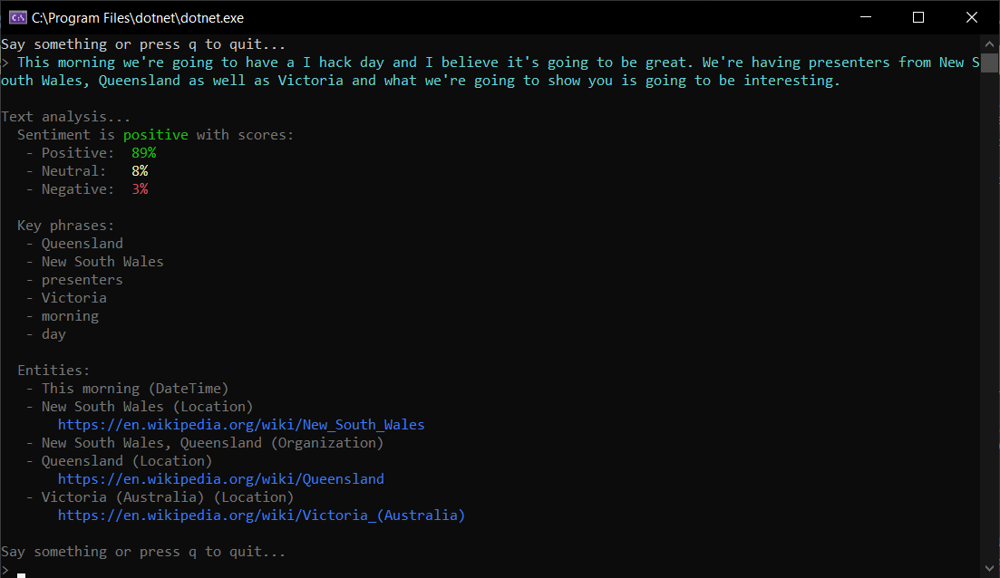 C:\Program Files\dotnet\dotnet.exe
Say something or press q to quit...
> This morning we're going to have a I hack day and I believe it's going to be great. We're having presenters from New S
outh Wales, Queensland as well as Victoria and what we're going to show you is going to be interesting.
Text analysis...
Sentiment is positive with scores:
- Positive: 89%
- Neutral: 8%
- Negative: 3%
Key phrases:
- Queensland
- New South Wales
- presenters
- Victoria
- morning
- day
Entities:
- This morning (DateTime)
- New South Wales (Location)
https://en.wikipedia.org/wiki/New_South_Wales
- New South Wales, Queensland (Organization)
- Queensland (Location)
https://en.wikipedia.org/wiki/Queensland
- Victoria (Australia) (Location)
https://en.wikipedia.org/wiki/Victoria_(Australia)
Say something or press q to quit...
>